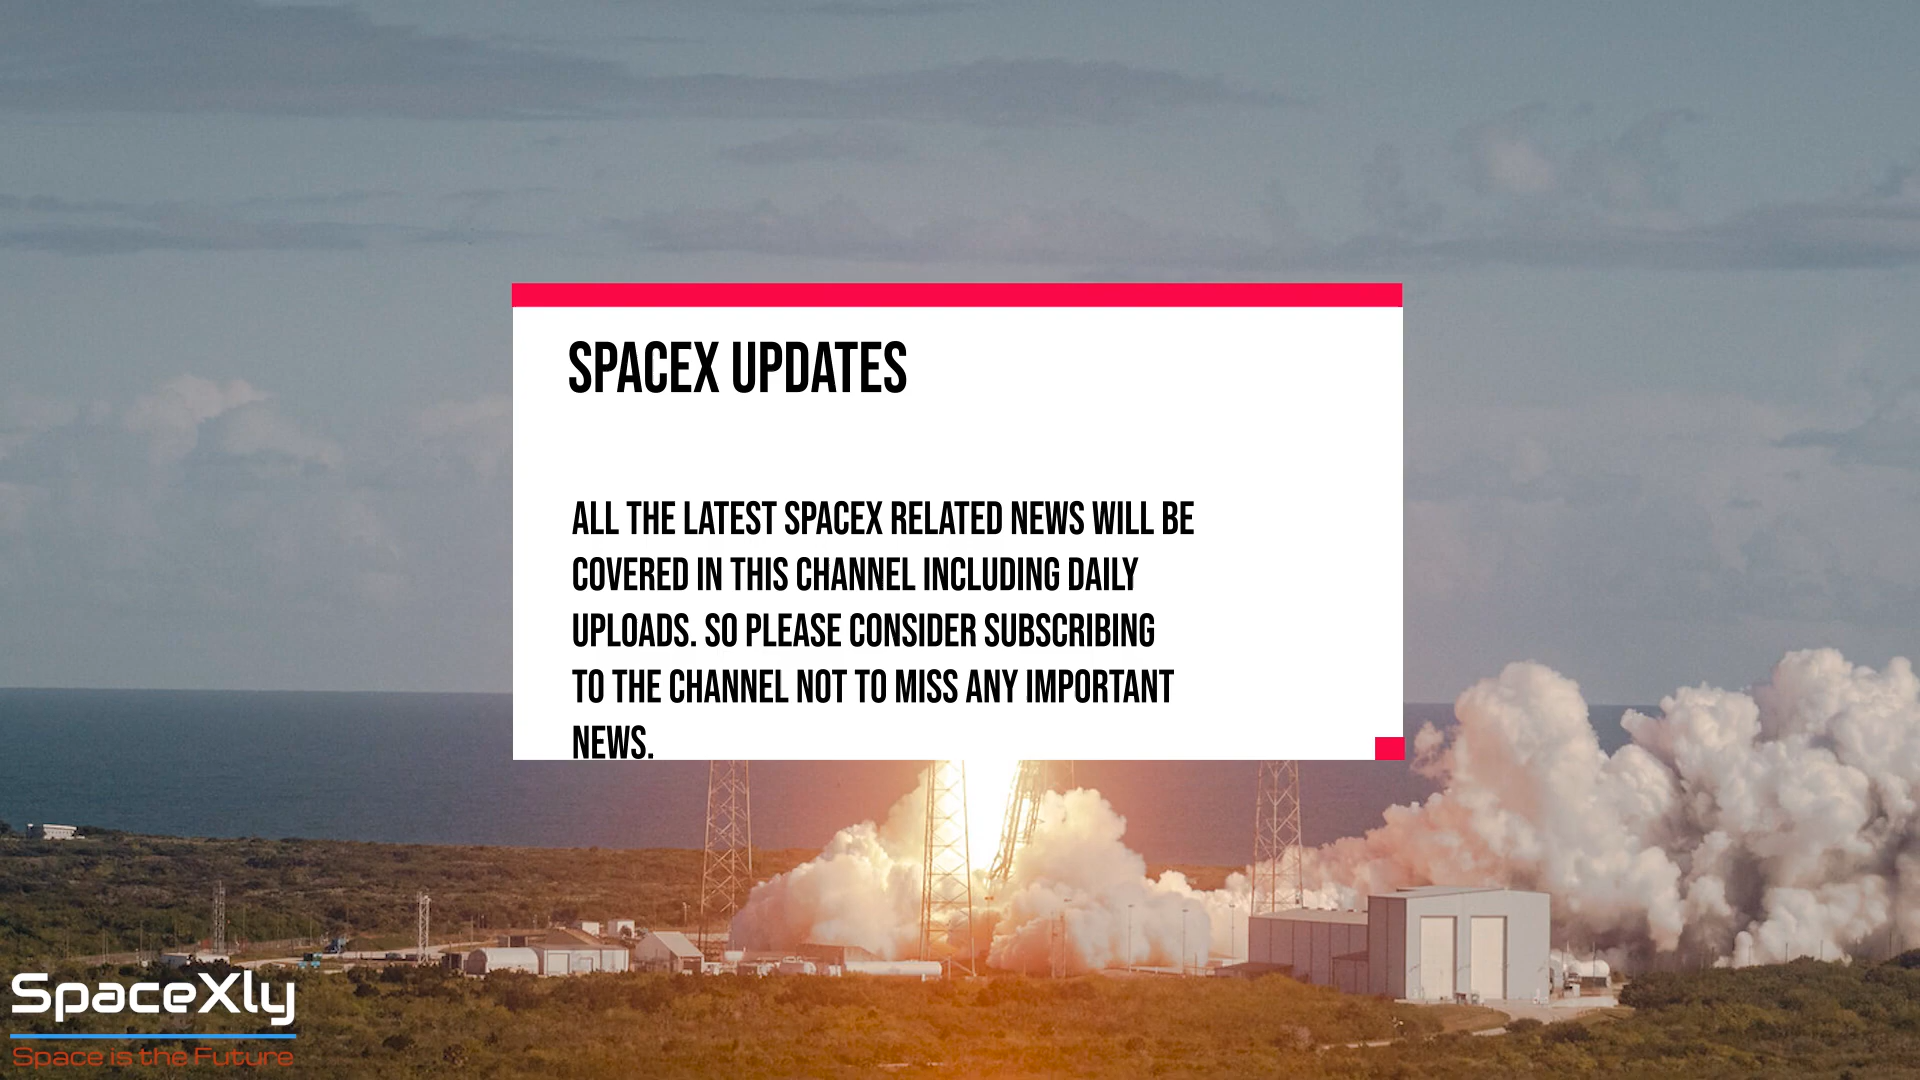 SPACEX UPDATES
ALL THE LATEST SPACEX RELATED NEWS WILL BE
COVERED IN THIS CHANNEL INCLUDING DAILY
UPLOADS. SO PLEASE CONSIDER SUBSCRIBING
TO THE CHANNEL NOT TO MISS ANY IMPORTANT
NEWS.
SpaceXly
Space is the Future